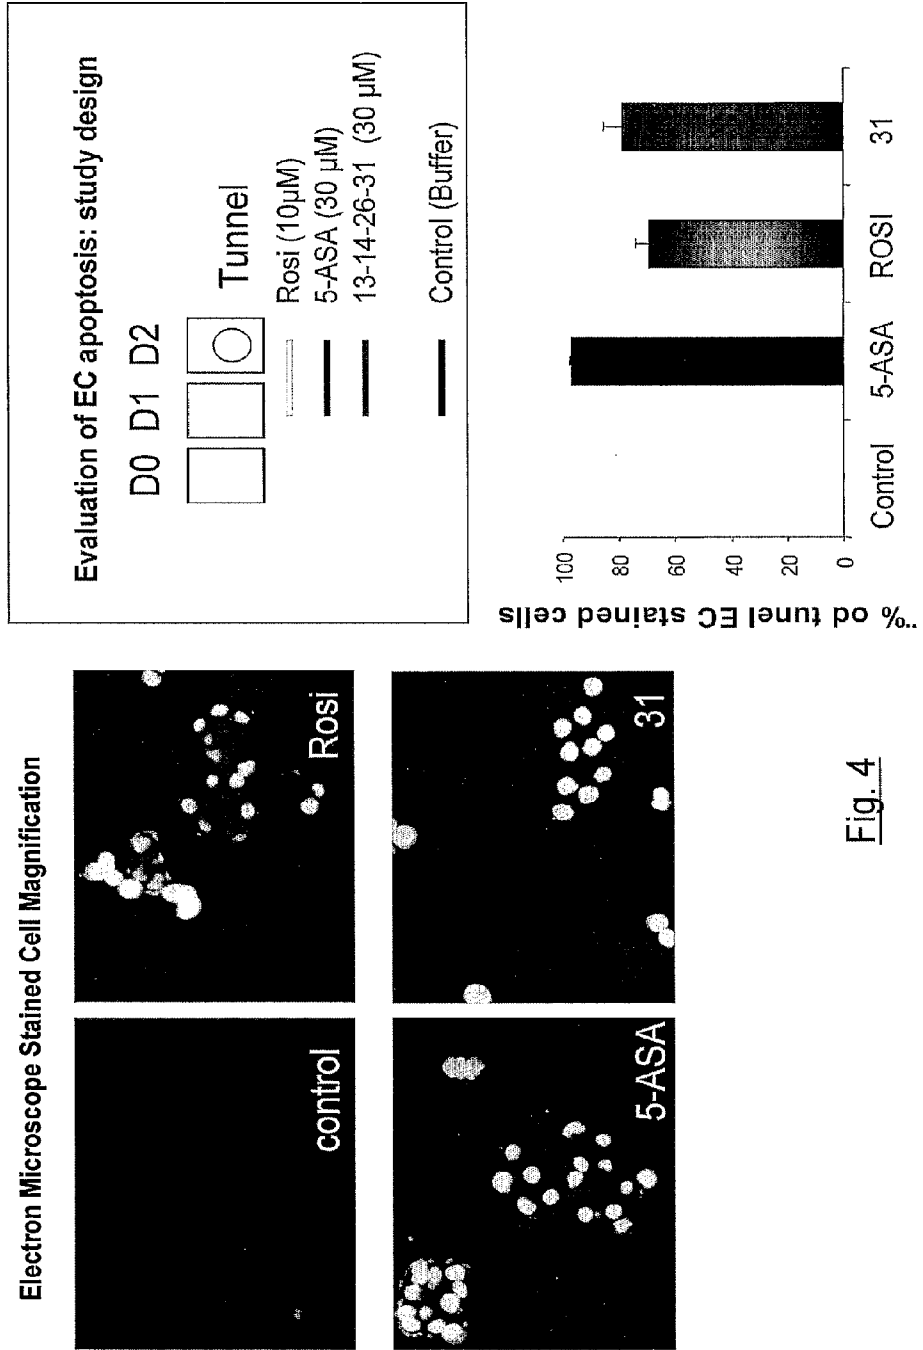 Electron Microscope Stained Cell Magnification
control
Rosi
5-ASA
31
Evaluation of EC apoptosis: study design
D0 D1 D2
Tunnel
Rosi (10µM)
5-ASA (30 µM)
13-14-26-31 (30 µM)
Control (Buffer)
"% od tunel EC stained cells
100
80
60
40
20
0
Control
5-ASA
ROSI
31
Fig. 4